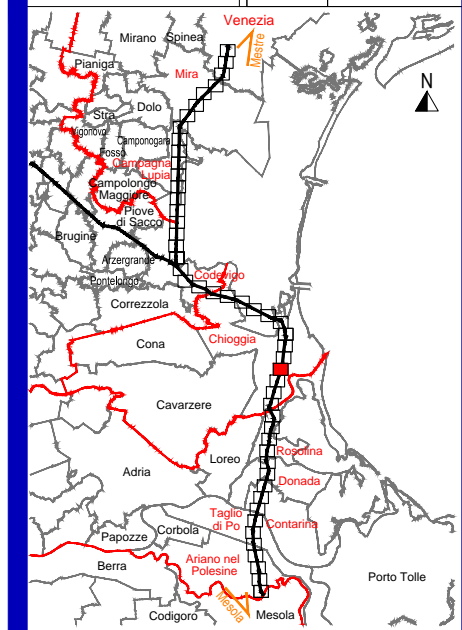 Venezia
Mirano
Spinea
Mestre
Pianiga
Mira
N
Dolo
Stra
Vigonovo
Camponogara
Fosso
Campagna
Lupia
Campolongo
Maggiore
Piove
di Sacco
Brugine
Arzergrande
Codevigo
Pontelongo
Correzzola
Chioggia
Cona
Cavarzere
Rosolina
Loreo
Adria
Donada
Taglio
di Po
Contarina
Corbola
Papozze
Ariano nel
Polesine
Berra
Porto Tolle
Mesola
Mesola
Codigoro